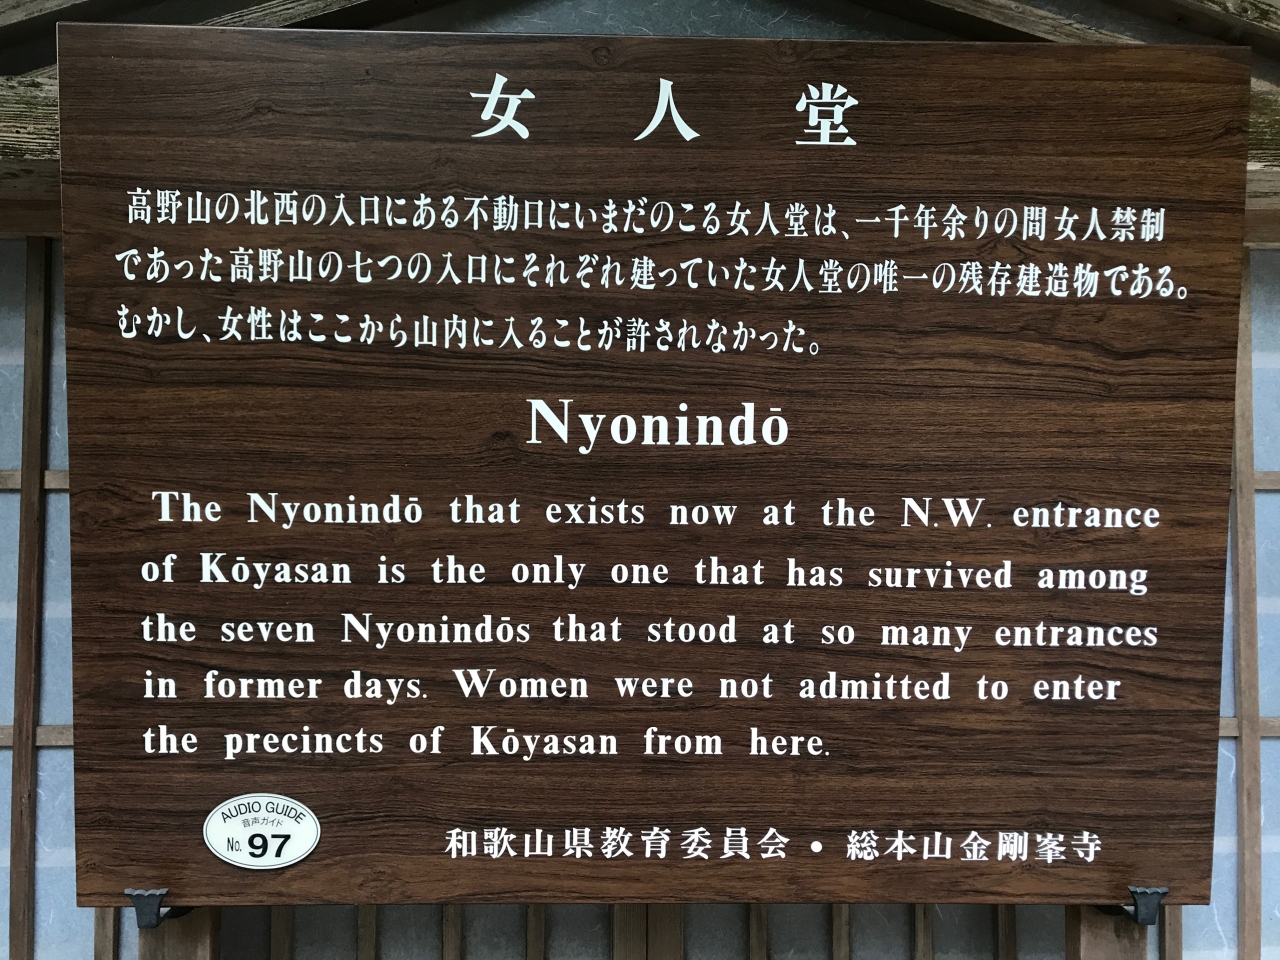 女人堂
高野山の北西の入口にある不動口にいまだのこる女人堂は、一千年余りの間女人禁制
であった高野山の七つの入口にそれぞれ建っていた女人堂の唯一の残存建造物である。
むかし、女性はここから山内に入ることが許されなかった。
Nyonindō
The Nyonindō that exists now at the N.W. entrance
of Kōyasan is the only one that has survived among
the seven Nyonindōs that stood at so many entrances
in former days. Women were not admitted to enter
the precincts of Kōyasan from here.
AUDIO GUIDE
音声ガイド
No. 97
和歌山県教育委員会・総本山金剛峯寺